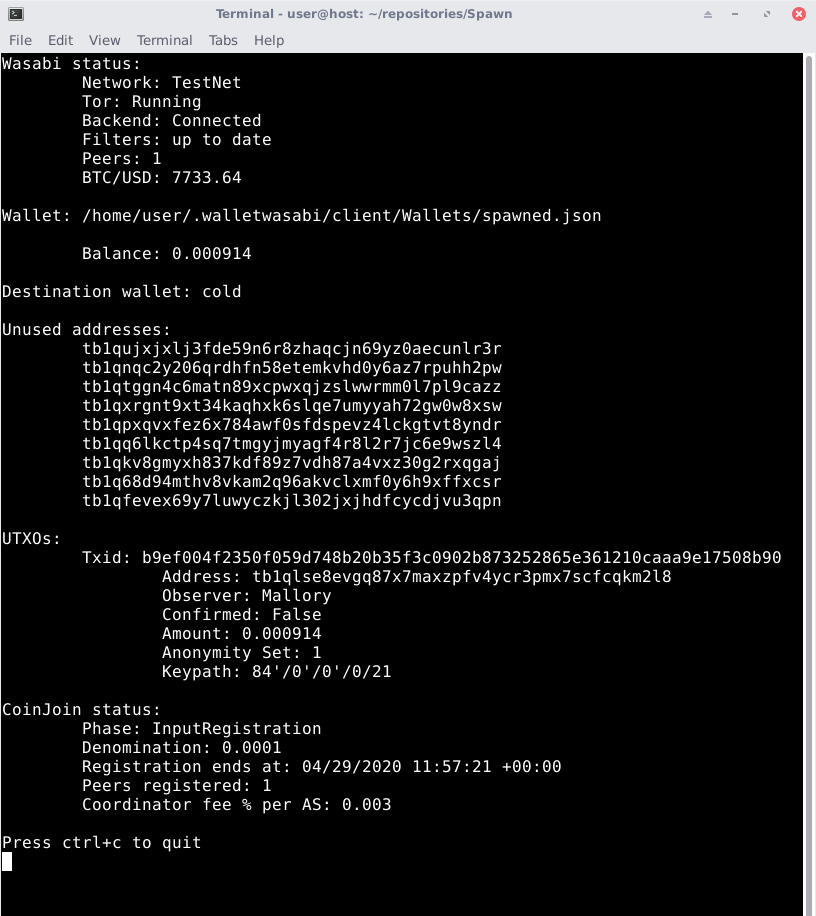 Terminal - user@host: ~/repositories/Spawn
File Edit View Terminal Tabs Help
Wasabi status:
Network: TestNet
Tor: Running
Backend: Connected
Filters: up to date
Peers: 1
BTC/USD: 7733.64
Wallet: /home/user/.walletwasabi/client/Wallets/spawned.json
Balance: 0.000914
Destination wallet: cold
Unused addresses:
tb1qujxjxlj3fde59n6r8zhaqcjn69yz0aecunlr3r
tb1qnqc2y206qrdhfn58etemkvhd0y6az7rpuhh2pw
tb1qtggn4c6matn89xcpwxqjzslwwrmm0l7pl9cazz
tb1qxrgnt9xt34kaqhxk6slqe7umyyah72gw0w8xsw
tb1qpxqvxfez6x784awf0sfdspevz4lckgtvt8yndr
tb1qq6lkctp4sq7tmgyjmyagf4r8l2r7jc6e9wszl4
tb1qkv8gmyxh837kdf89z7vdh87a4vxz30g2rxqgaj
tb1q68d94mthv8vkam2q96akvclxmf0y6h9xffxcsr
tb1qfevex69y7luwyczkjl302jxjhdfcycdjvu3qpn
UTXOs:
Txid: b9ef004f2350f059d748b20b35f3c0902b873252865e361210caaa9e17508b90
Address: tb1qlse8evgq87x7maxzpfv4ycr3pmx7scfcqkm2l8
Observer: Mallory
Confirmed: False
Amount: 0.000914
Anonymity Set: 1
Keypath: 84'/0'/0'/0/21
CoinJoin status:
Phase: InputRegistration
Denomination: 0.0001
Registration ends at: 04/29/2020 11:57:21 +00:00
Peers registered: 1
Coordinator fee % per AS: 0.003
Press ctrl+c to quit